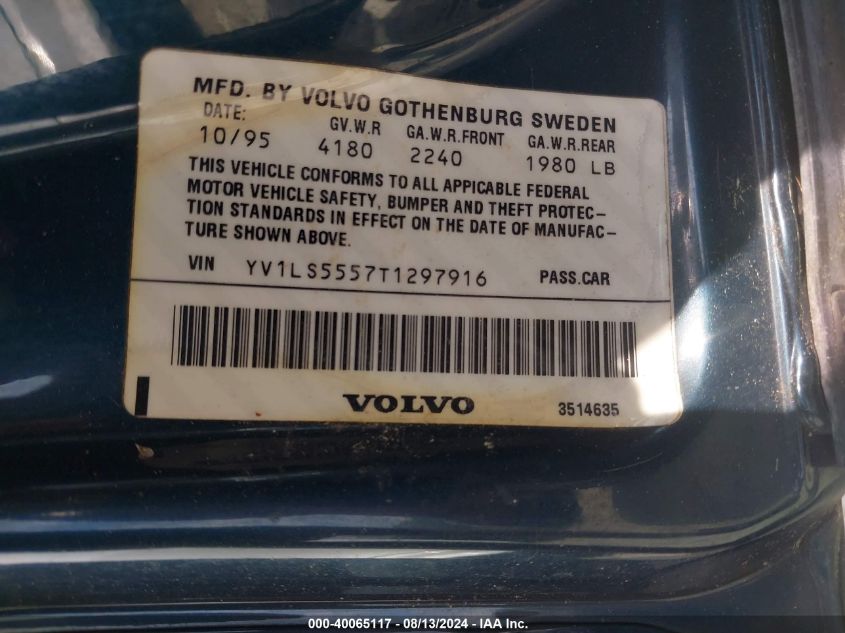 MFD. BY VOLVO GOTHENBURG SWEDEN
DATE: GV.W.R GA.W.R.FRONT GA.W.R.REAR
10/95 4180 2240 1980 LB
THIS VEHICLE CONFORMS TO ALL APPICABLE FEDERAL
MOTOR VEHICLE SAFETY, BUMPER AND THEFT PROTEC-
TION STANDARDS IN EFFECT ON THE DATE OF MANUFAC-
TURE SHOWN ABOVE.
VIN YV1LS5557T1297916 PASS.CAR
VOLVO 3514635
000-40065117 - 08/13/2024 - IAAI, Inc.